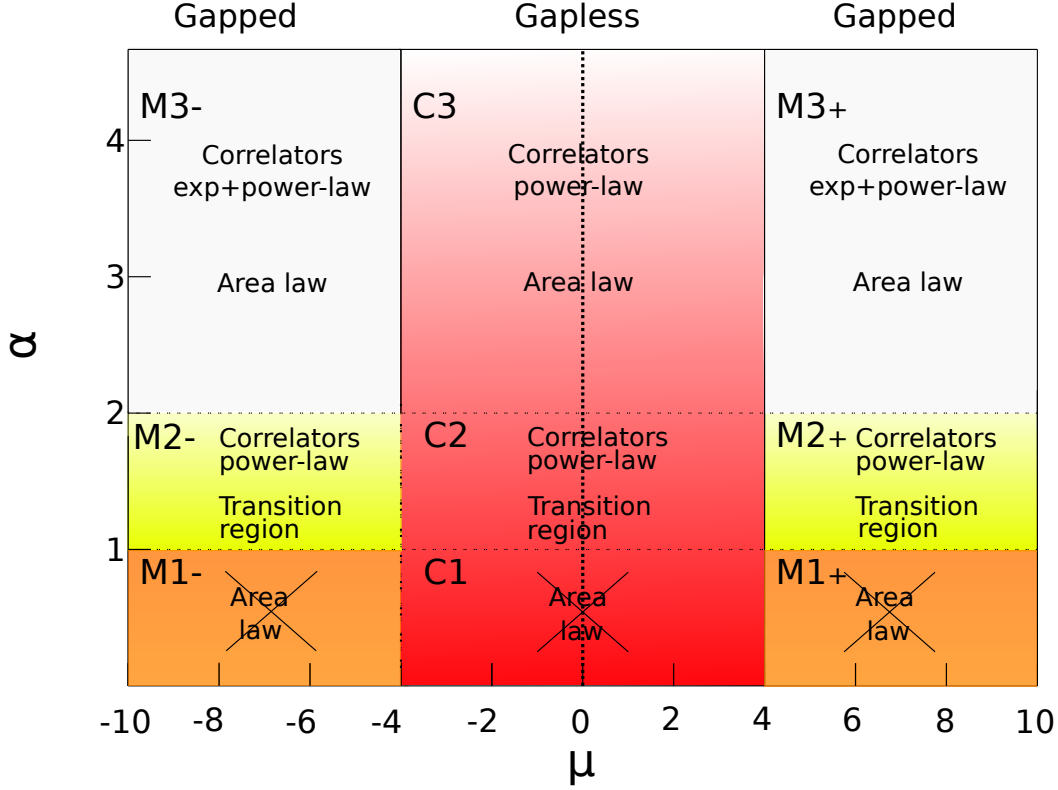 Gapped Gapless Gapped
M3- C3 M3+
4
Correlators Correlators Correlators
exp+power-law power-law exp+power-law
3
Area law Area law Area law
α
2
M2- Correlators C2 Correlators M2+ Correlators
power-law power-law power-law
Transition Transition Transition
region region region
1
M1- C1 M1+
Area Area Area
law law law
-10 -8 -6 -4 -2 0 2 4 6 8 10
μ